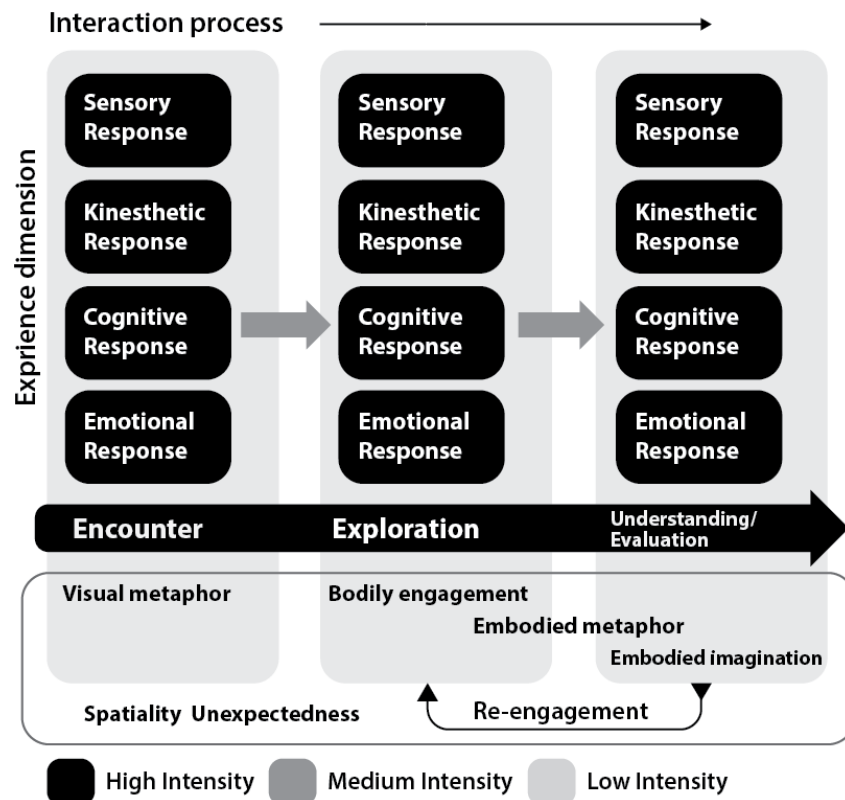 Interaction process
Exprience dimension
Sensory
Response
Kinesthetic
Response
Cognitive
Response
Emotional
Response
Sensory
Response
Kinesthetic
Response
Cognitive
Response
Emotional
Response
Sensory
Response
Kinesthetic
Response
Cognitive
Response
Emotional
Response
Encounter
Exploration
Understanding/
Evaluation
Visual metaphor
Bodily engagement
Embodied metaphor
Embodied imagination
Spatiality Unexpectedness
Re-engagement
High Intensity
Medium Intensity
Low Intensity